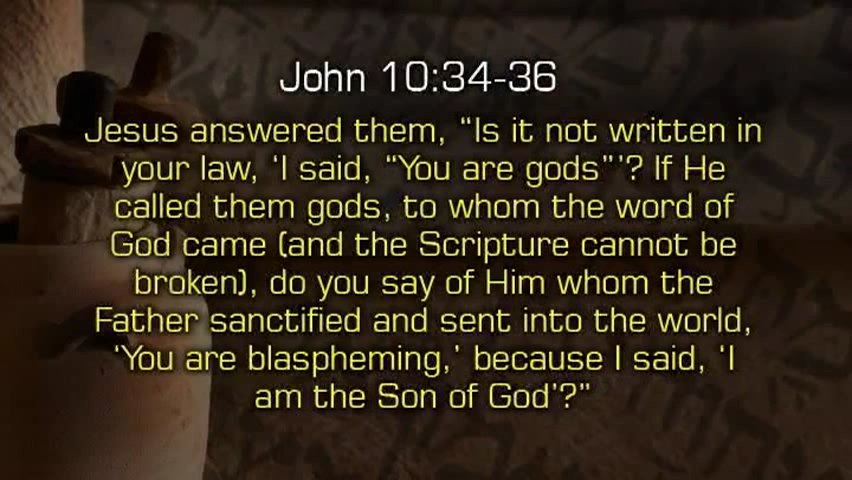 John 10:34-36
Jesus answered them, “Is it not written in
your law, ‘I said, “You are gods”’? If He
called them gods, to whom the word of
God came (and the Scripture cannot be
broken), do you say of Him whom the
Father sanctified and sent into the world,
‘You are blaspheming,’ because I said, ‘I
am the Son of God’?”